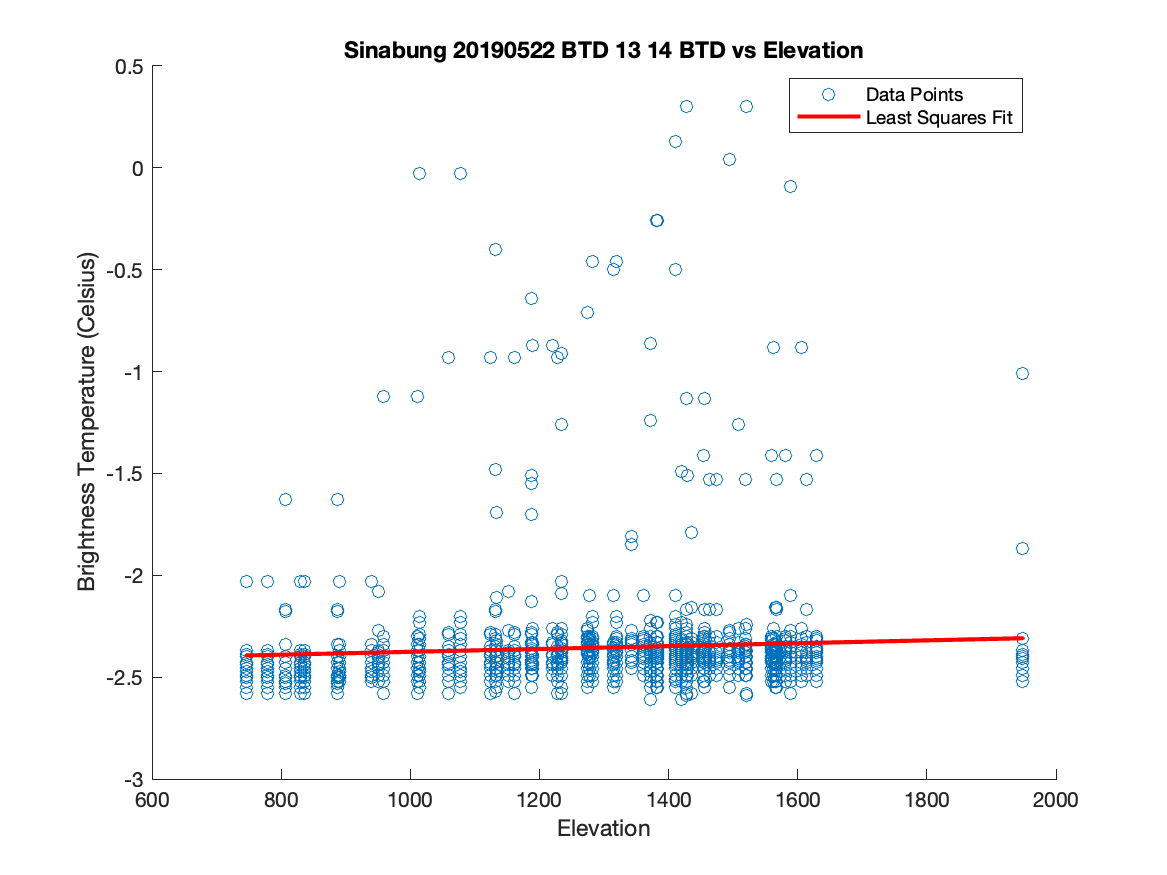 Sinabung 20190522 BTD 13 14 BTD vs Elevation
Data Points
Least Squares Fit
0.5
0
-0.5
-1
-1.5
-2
-2.5
-3
Brightness Temperature (Celsius)
600 800 1000 1200 1400 1600 1800 2000
Elevation